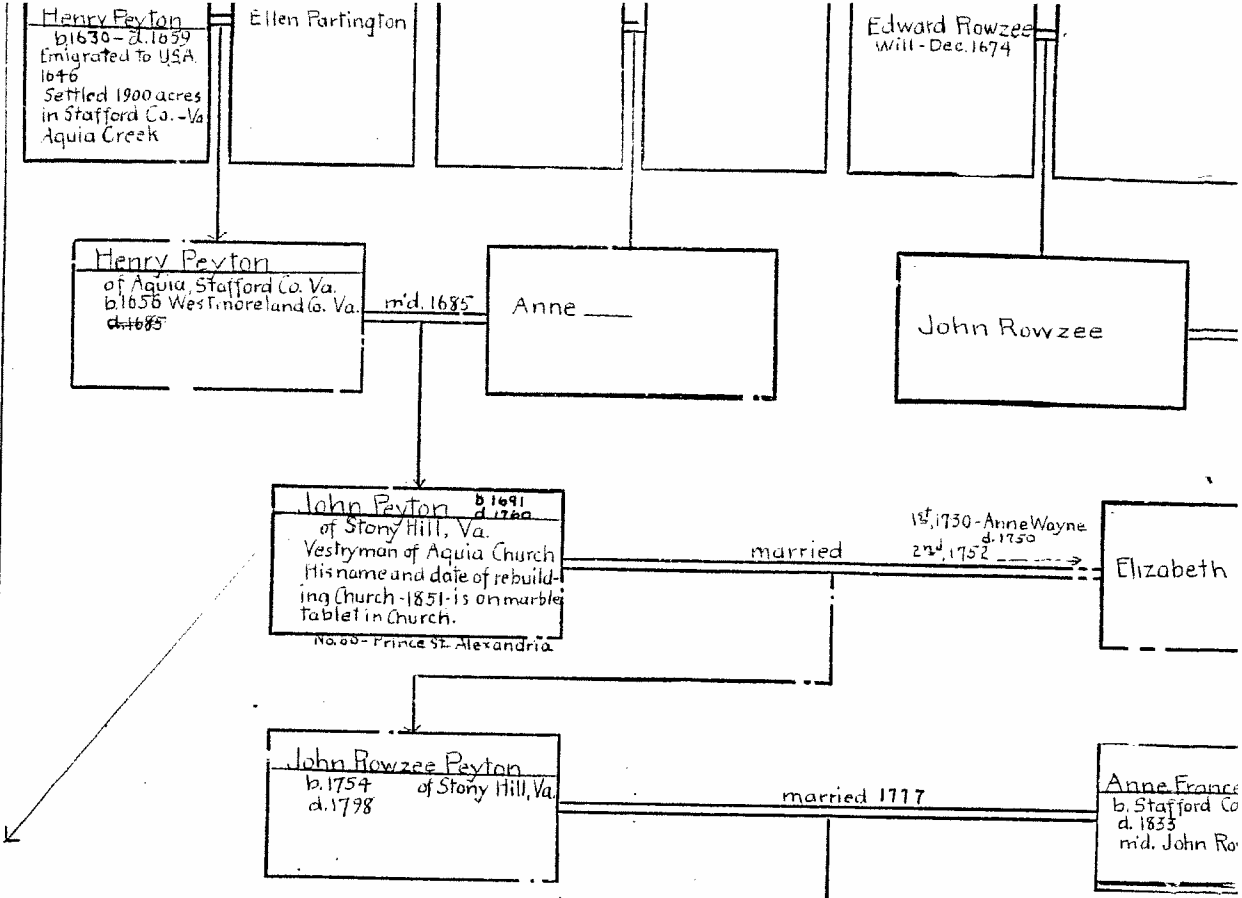 Henry Peyton
b.1630 - d.1659
Emigrated to USA.
1646
Settled 1900 acres
in Stafford Co. - Va
Aquia Creek
Ellen Partington
Edward Rowzee
Will - Dec. 1674
Henry Peyton
of Aquia, Stafford Co. Va.
b.1656 Westmoreland Co. Va.
d.1685
m'd. 1685
Anne ___
John Rowzee
John Peyton b.1691
d.1760
of Stony Hill, Va.
Vestryman of Aquia Church
His name and date of rebuild-
ing Church - 1851 - is on marble
tablet in Church.
No. 60 - Prince St. Alexandria
married
1st, 1730 - Anne Wayne
d. 1750
2nd, 1752
Elizabeth
John Rowzee Peyton
b. 1754 of Stony Hill, Va.
d. 1798
married 1777
Anne France
b. Stafford Co
d. 1833
m'd. John Ro